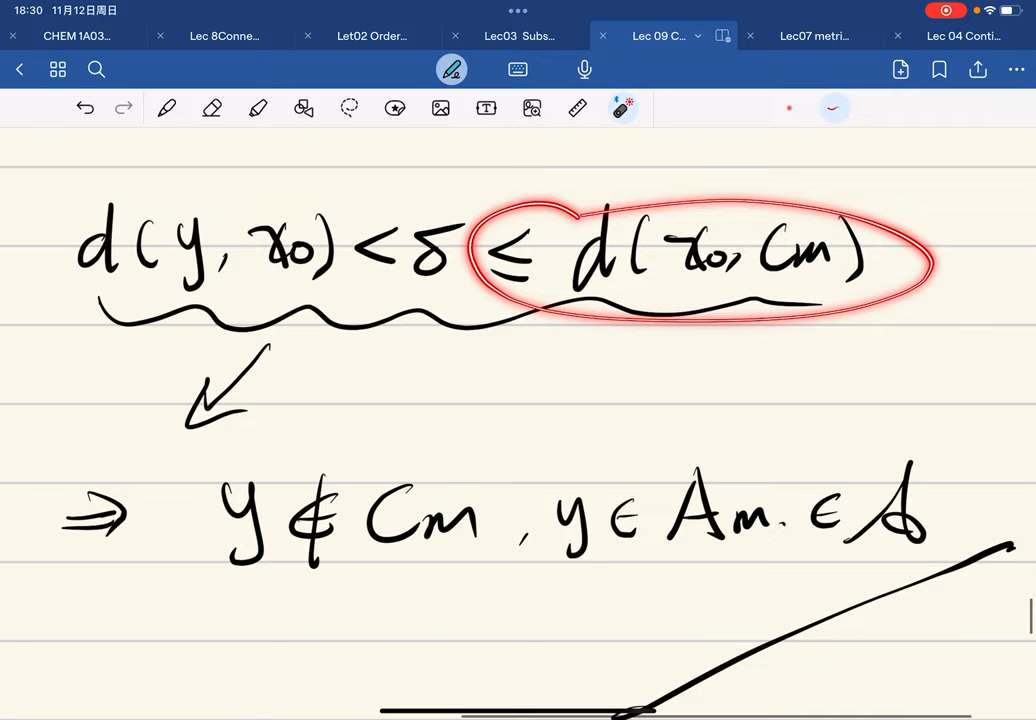 18:30 11月12日周日
CHEM 1A03... Lec 8Conne... Let02 Order... Lec03 Subs... Lec 09 C... Lec07 metri... Lec 04 Conti...
d(y, x₀) < δ ≤ d(x₀, Cm)
⇒ y ∉ Cm, y ∈ Am. ∈ 𝒜